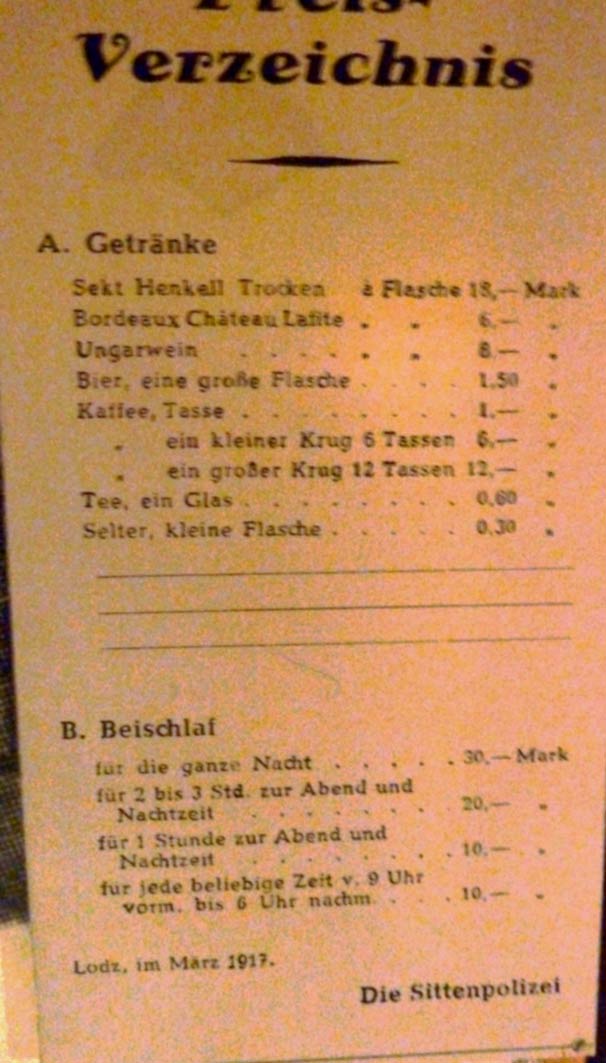 Preis-
Verzeichnis
A. Getränke
Sekt Henkell Trocken à Flasche 18,— Mark
Bordeaux Château Lafite . „ 6,— „
Ungarwein . . . . . „ 8,— „
Bier, eine große Flasche . . . . 1,50 „
Kaffee, Tasse . . . . . . . . 1,— „
„ ein kleiner Krug 6 Tassen 6,— „
„ ein großer Krug 12 Tassen 12,— „
Tee, ein Glas . . . . . . . . 0,60 „
Selter, kleine Flasche . . . . . 0,30 „
B. Beischlaf
für die ganze Nacht . . . . . 30,— Mark
für 2 bis 3 Std. zur Abend und
Nachtzeit . . . . . . . 20,— „
für 1 Stunde zur Abend und
Nachtzeit . . . . . . . 10,— „
für jede beliebige Zeit v. 9 Uhr
vorm. bis 6 Uhr nachm. . . . 10,— „
Lodz, im März 1917.
Die Sittenpolizei